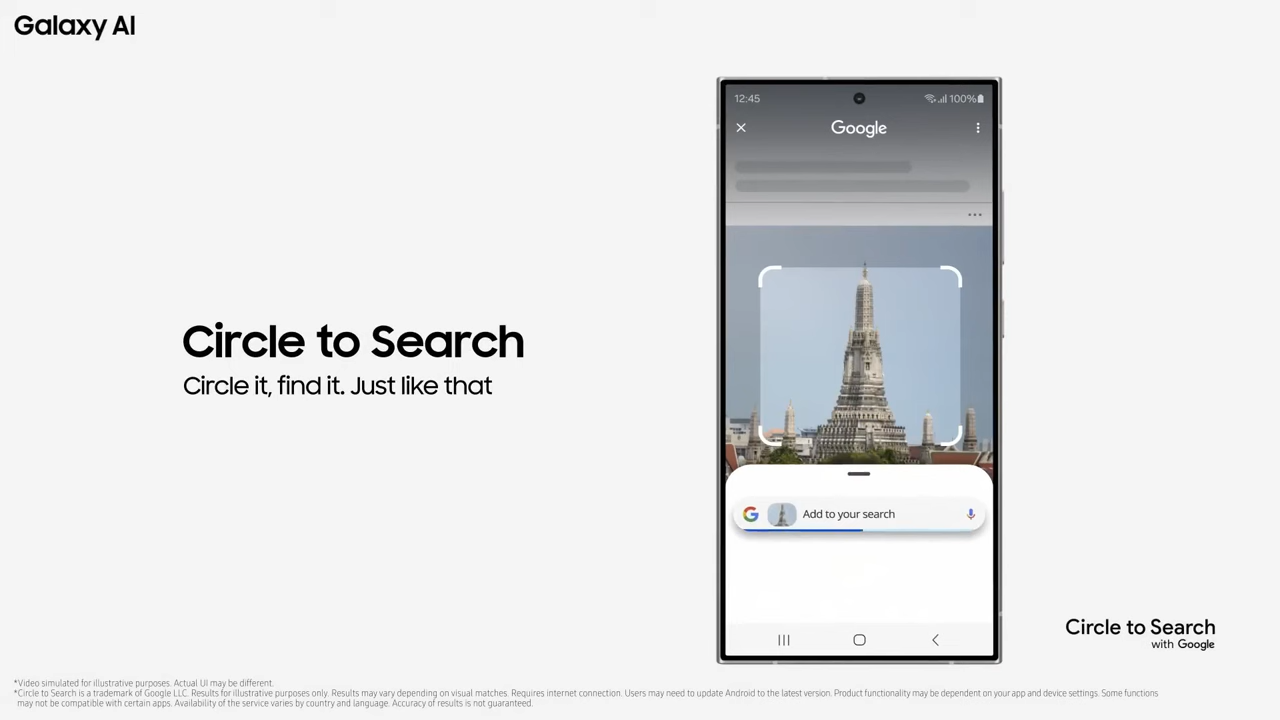 Galaxy AI
12:45
100%
Google
Circle to Search
Circle it, find it. Just like that
G
Add to your search
Circle to Search
with Google
*Video simulated for illustrative purposes. Actual UI may be different.
*Circle to Search is a trademark of Google LLC. Results for illustrative purposes only. Results may vary depending on visual matches. Requires internet connection. Users may need to update Android to the latest version. Product functionality may be dependent on your app and device settings. Some functions
may not be compatible with certain apps. Availability of the service varies by country and language. Accuracy of results is not guaranteed.